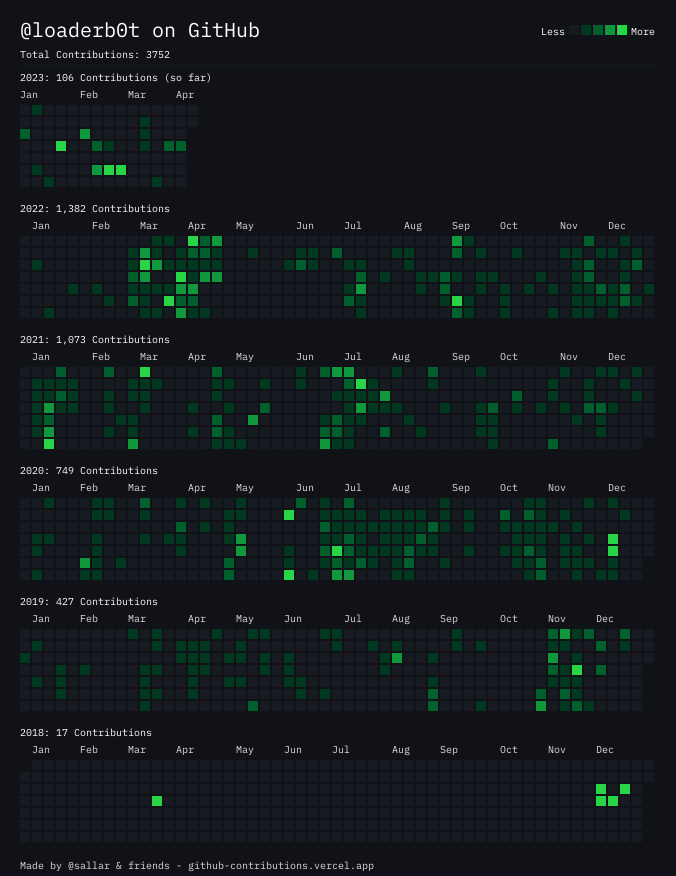 @loaderb0t on GitHub
Less More
Total Contributions: 3752
2023: 106 Contributions (so far)
Jan Feb Mar Apr
2022: 1,382 Contributions
Jan Feb Mar Apr May Jun Jul Aug Sep Oct Nov Dec
2021: 1,073 Contributions
Jan Feb Mar Apr May Jun Jul Aug Sep Oct Nov Dec
2020: 749 Contributions
Jan Feb Mar Apr May Jun Jul Aug Sep Oct Nov Dec
2019: 427 Contributions
Jan Feb Mar Apr May Jun Jul Aug Sep Oct Nov Dec
2018: 17 Contributions
Jan Feb Mar Apr May Jun Jul Aug Sep Oct Nov Dec
Made by @sallar & friends - github-contributions.vercel.app